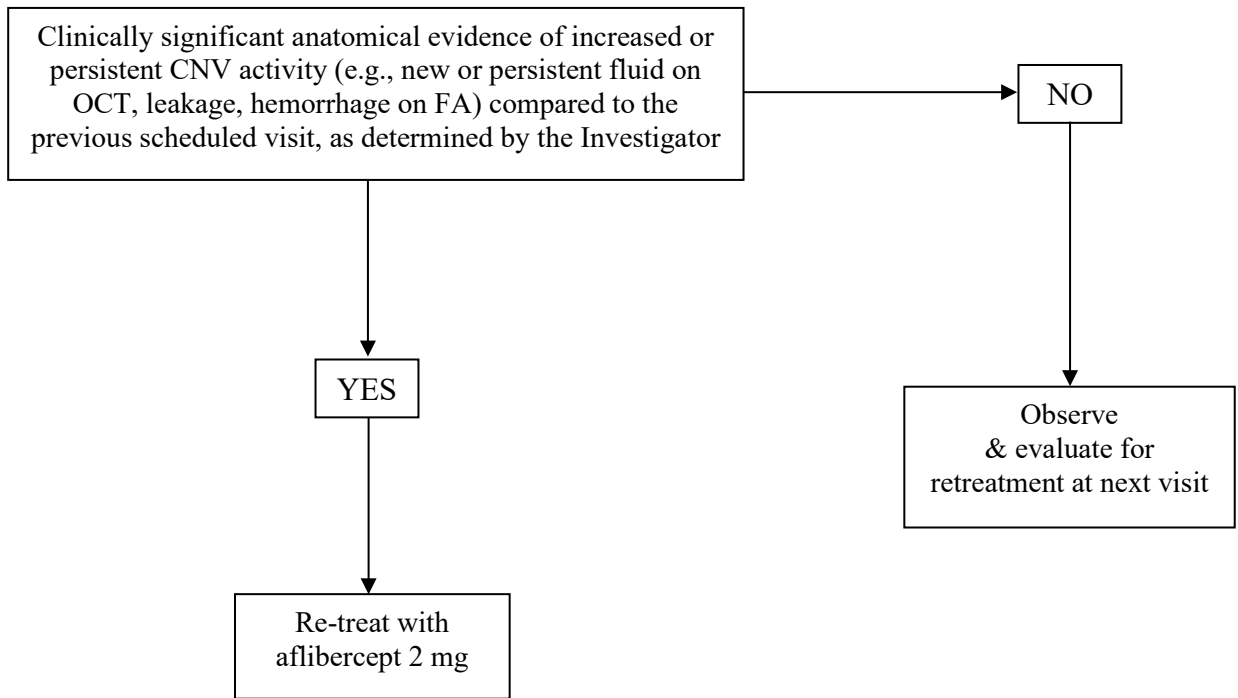 Clinically significant anatomical evidence of increased or
persistent CNV activity (e.g., new or persistent fluid on
OCT, leakage, hemorrhage on FA) compared to the
previous scheduled visit, as determined by the Investigator
NO
YES
Observe
& evaluate for
retreatment at next visit
Re-treat with
aflibercept 2 mg